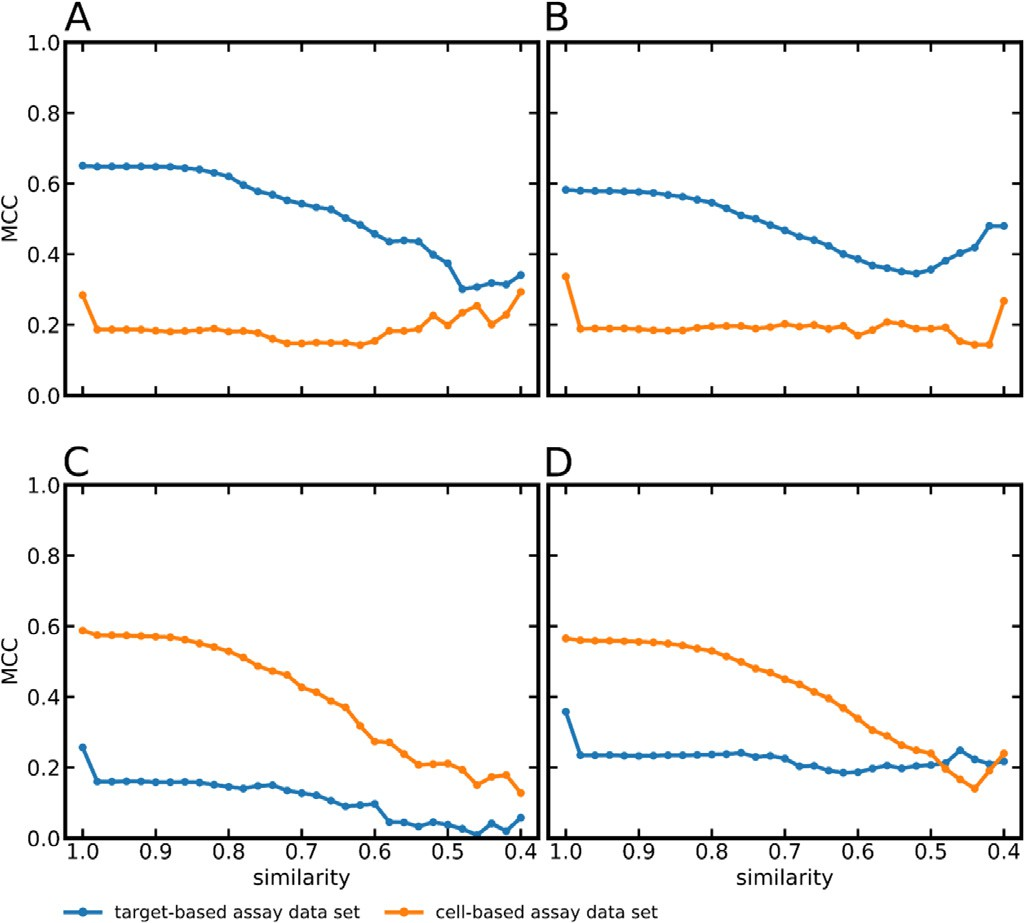 A B
1.0
0.8
0.6
0.4
0.2
0.0
MCC
C D
1.0
0.8
0.6
0.4
0.2
0.0
MCC
1.0 0.9 0.8 0.7 0.6 0.5 0.4 1.0 0.9 0.8 0.7 0.6 0.5 0.4
similarity similarity
target-based assay data set cell-based assay data set